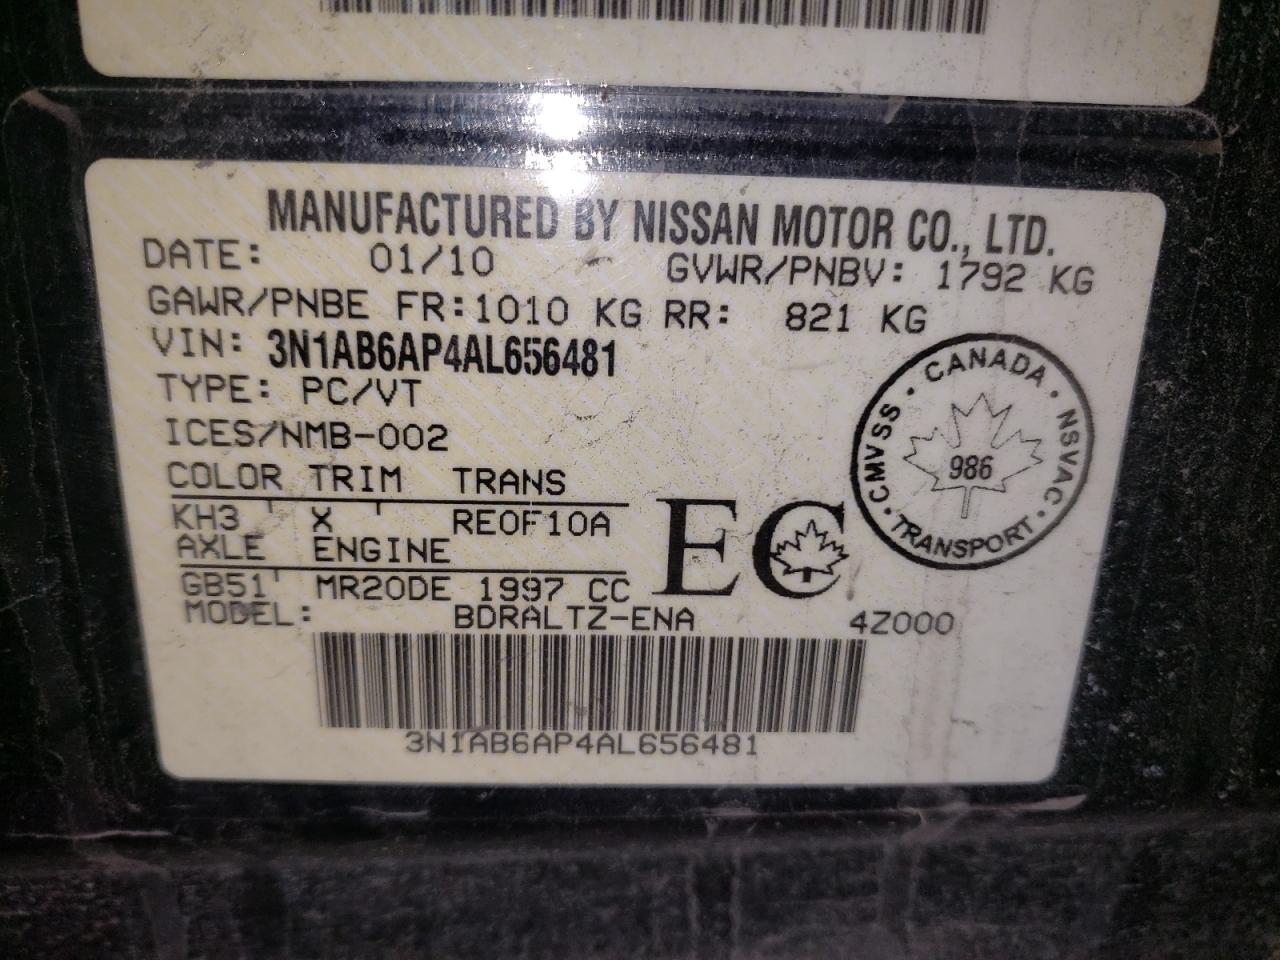 MANUFACTURED BY NISSAN MOTOR CO., LTD.
DATE: 01/10 GVWR/PNBV: 1792 KG
GAWR/PNBE FR:1010 KG RR: 821 KG
VIN: 3N1AB6AP4AL656481
TYPE: PC/VT
ICES/NMB-002
COLOR TRIM TRANS
KH3 X RE0F10A
AXLE ENGINE
GB51 MR20DE 1997 CC
MODEL: BDRALTZ-ENA 4Z000
3N1AB6AP4AL656481
EC
CANADA · NSVAC · TRANSPORT · CMVSS ·
986